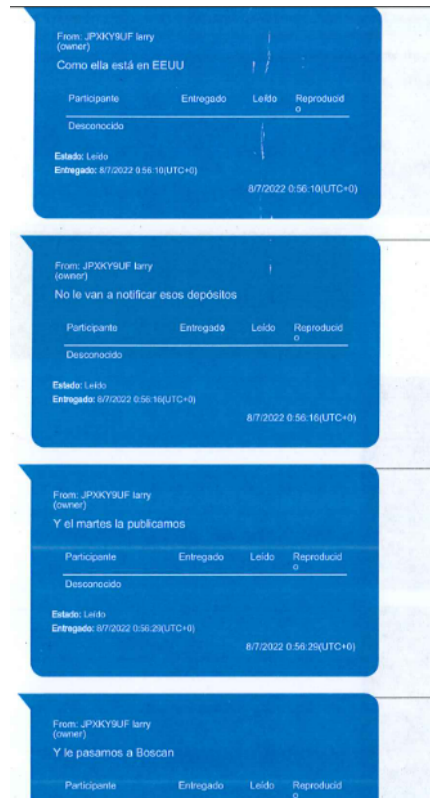 From: JPXKY9UF larry
(owner)
Como ella está en EEUU
Participante Entregado Leído Reproducid
o
Desconocido
Estado: Leído
Entregado: 8/7/2022 0:56:10(UTC+0)
8/7/2022 0:56:10(UTC+0)
From: JPXKY9UF larry
(owner)
No le van a notificar esos depósitos
Participante Entregado Leído Reproducid
o
Desconocido
Estado: Leído
Entregado: 8/7/2022 0:56:16(UTC+0)
8/7/2022 0:56:16(UTC+0)
From: JPXKY9UF larry
(owner)
Y el martes la publicamos
Participante Entregado Leído Reproducid
o
Desconocido
Estado: Leído
Entregado: 8/7/2022 0:56:29(UTC+0)
8/7/2022 0:56:29(UTC+0)
From: JPXKY9UF larry
(owner)
Y le pasamos a Boscan
Participante Entregado Leído Reproducid
o